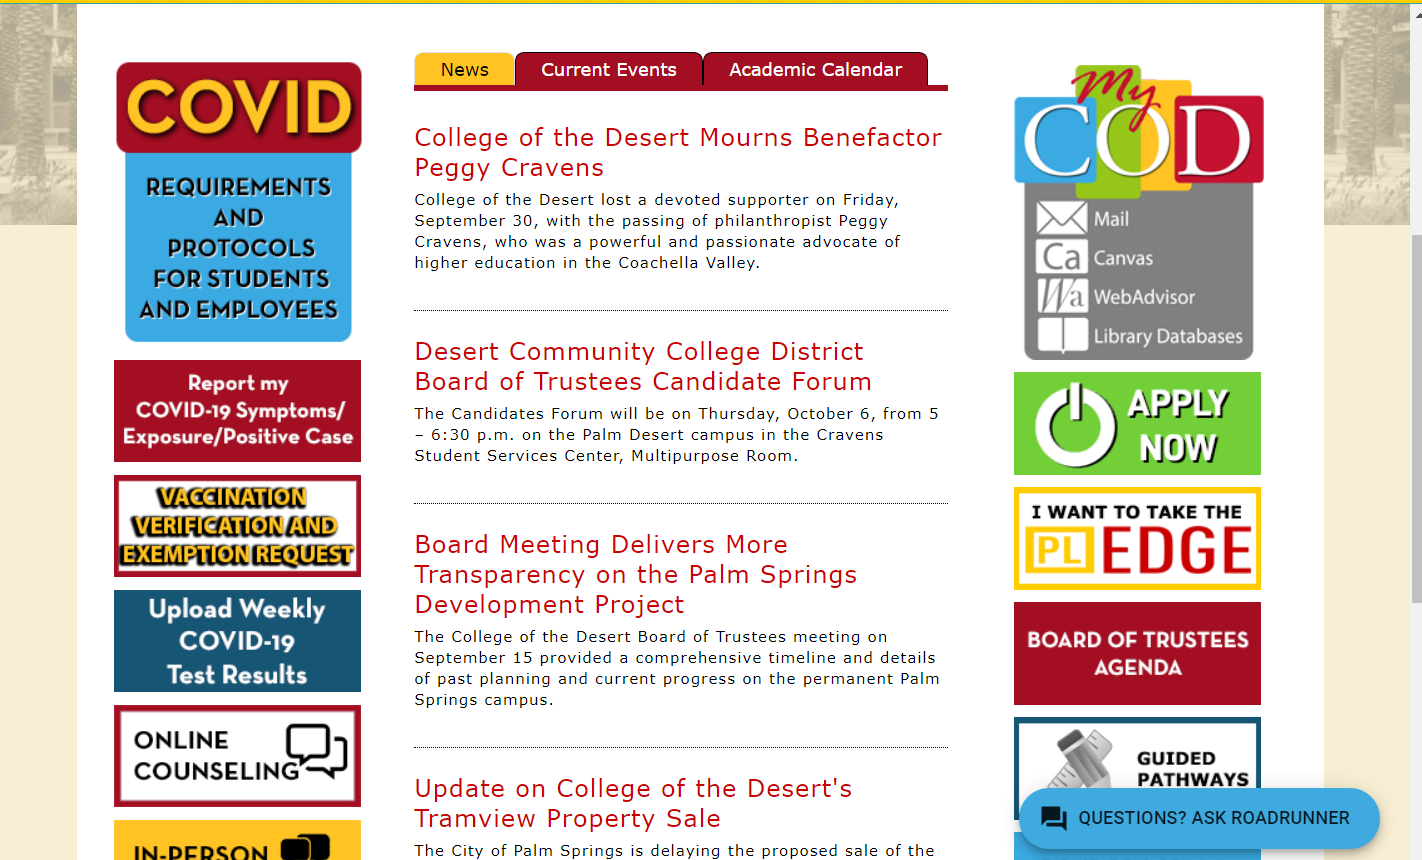 COVID
REQUIREMENTS
AND
PROTOCOLS
FOR STUDENTS
AND EMPLOYEES
Report my
COVID-19 Symptoms/
Exposure/Positive Case
VACCINATION
VERIFICATION AND
EXEMPTION REQUEST
Upload Weekly
COVID-19
Test Results
ONLINE
COUNSELING
IN-PERSON
News
Current Events
Academic Calendar
College of the Desert Mourns Benefactor
Peggy Cravens
College of the Desert lost a devoted supporter on Friday,
September 30, with the passing of philanthropist Peggy
Cravens, who was a powerful and passionate advocate of
higher education in the Coachella Valley.
Desert Community College District
Board of Trustees Candidate Forum
The Candidates Forum will be on Thursday, October 6, from 5
– 6:30 p.m. on the Palm Desert campus in the Cravens
Student Services Center, Multipurpose Room.
Board Meeting Delivers More
Transparency on the Palm Springs
Development Project
The College of the Desert Board of Trustees meeting on
September 15 provided a comprehensive timeline and details
of past planning and current progress on the permanent Palm
Springs campus.
Update on College of the Desert's
Tramview Property Sale
The City of Palm Springs is delaying the proposed sale of the
My
COD
Mail
Ca Canvas
Wa WebAdvisor
Library Databases
APPLY
NOW
I WANT TO TAKE THE
PLEDGE
BOARD OF TRUSTEES
AGENDA
GUIDED
PATHWAYS
QUESTIONS? ASK ROADRUNNER